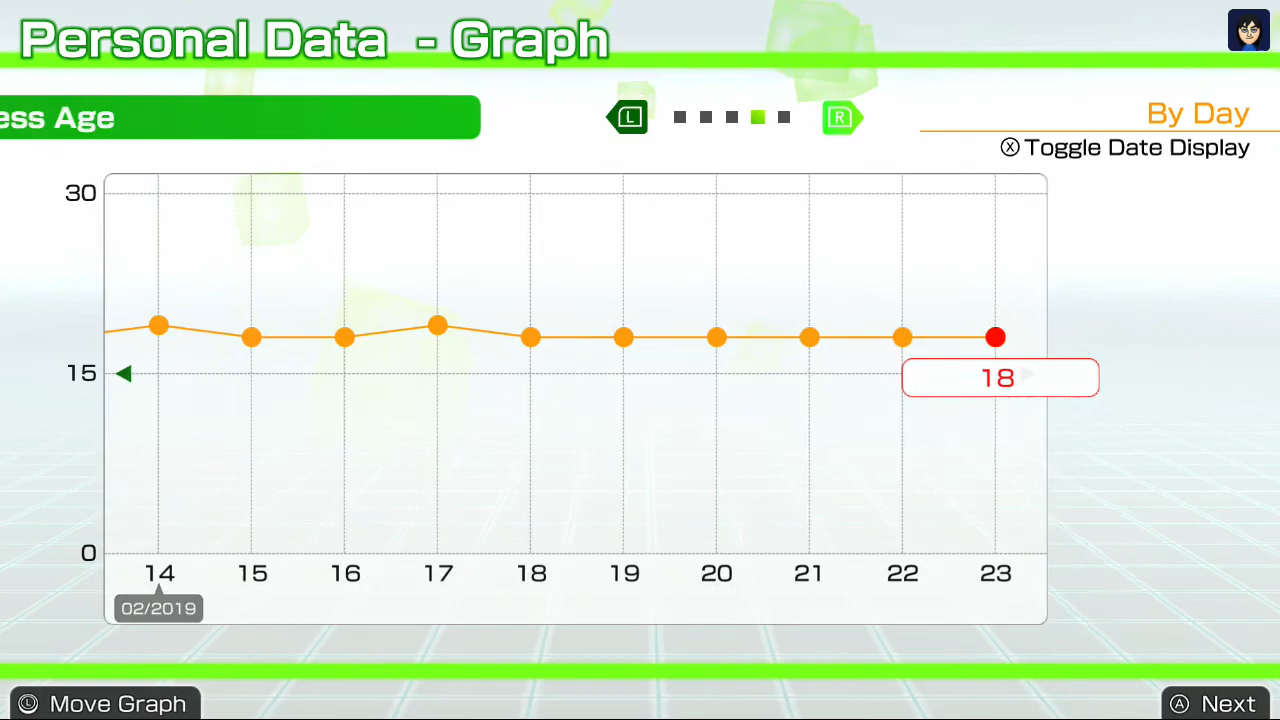 Personal Data - Graph
ess Age
L
R
By Day
X Toggle Date Display
30
15
0
18
14 15 16 17 18 19 20 21 22 23
02/2019
L Move Graph
A Next